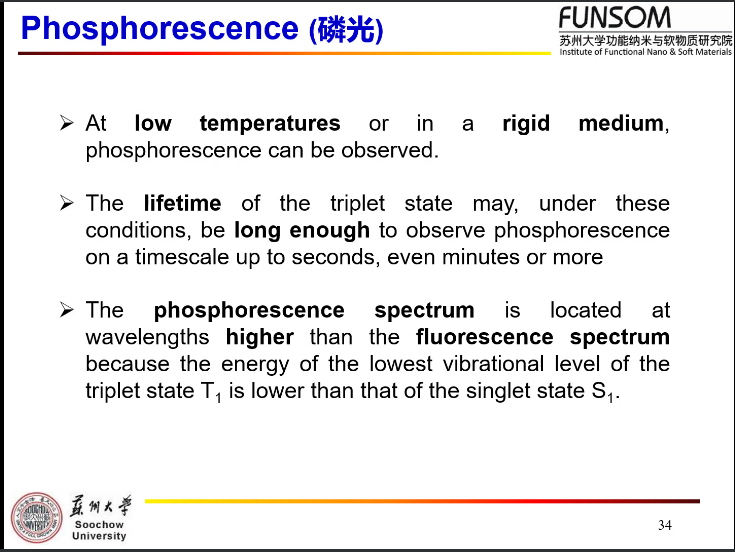 Phosphorescence (磷光)
FUNSOM
苏州大学功能纳米与软物质研究院
Institute of Functional Nano & Soft Materials
➢ At low temperatures or in a rigid medium,
phosphorescence can be observed.
➢ The lifetime of the triplet state may, under these
conditions, be long enough to observe phosphorescence
on a timescale up to seconds, even minutes or more
➢ The phosphorescence spectrum is located at
wavelengths higher than the fluorescence spectrum
because the energy of the lowest vibrational level of the
triplet state T₁ is lower than that of the singlet state S₁.
蘇州大學
Soochow
University
34